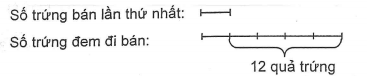 Số trứng bán lần thứ nhất:
Số trứng đem đi bán:
12 quả trứng